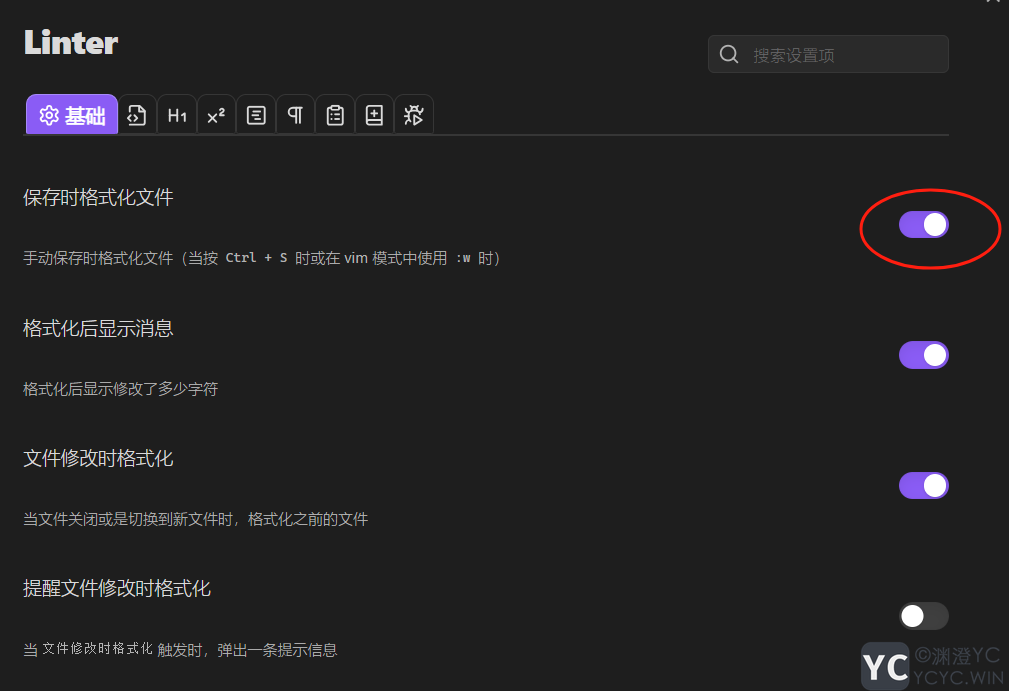 Linter
搜索设置项
基础
H1
x²
保存时格式化文件
手动保存时格式化文件（当按 Ctrl + S 时或在 vim 模式中使用 :w 时）
格式化后显示消息
格式化后显示修改了多少字符
文件修改时格式化
当文件关闭或是切换到新文件时，格式化之前的文件
提醒文件修改时格式化
当 文件修改时格式化 触发时，弹出一条提示信息
YC
©渊澄YC
YCYC.WIN